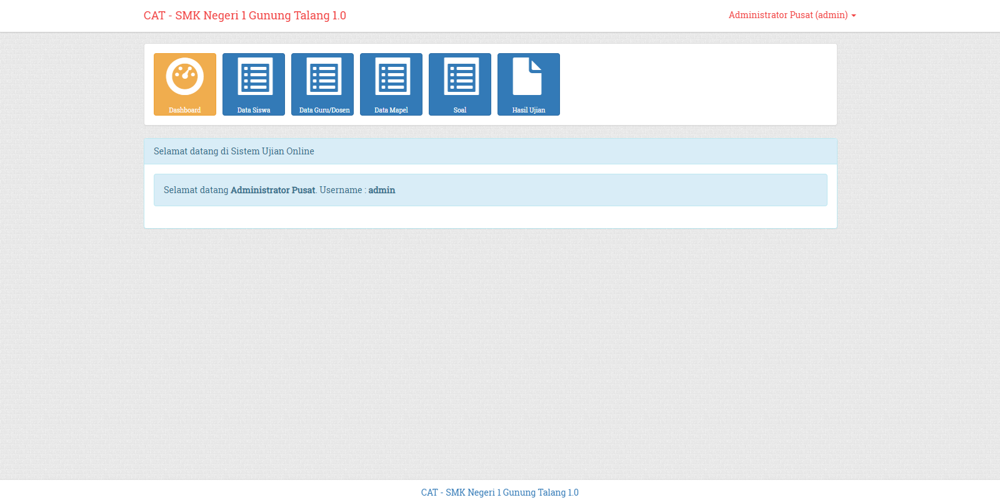 CAT - SMK Negeri 1 Gunung Talang 1.0
Administrator Pusat (admin)
Dashboard
Data Siswa
Data Guru/Dosen
Data Mapel
Soal
Hasil Ujian
Selamat datang di Sistem Ujian Online
Selamat datang Administrator Pusat. Username : admin
CAT - SMK Negeri 1 Gunung Talang 1.0